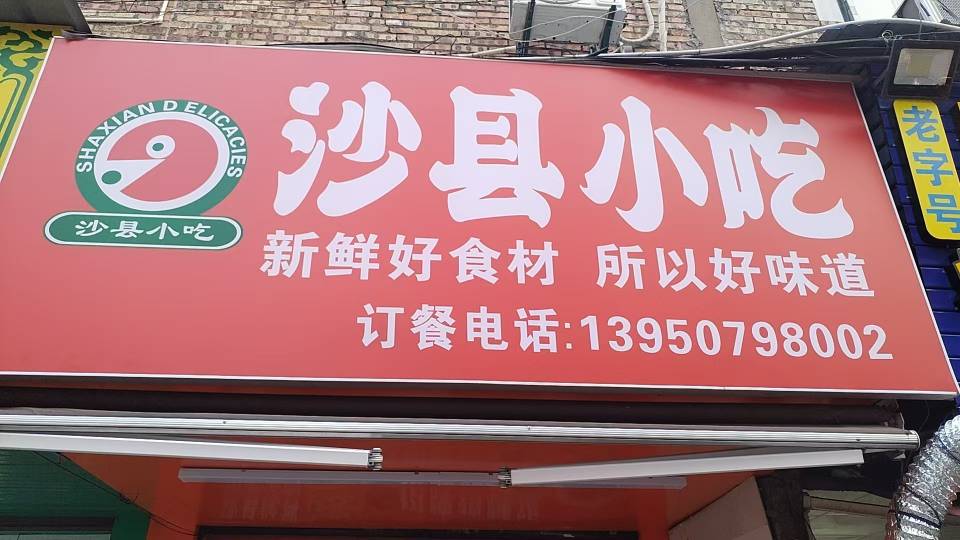 SHAXIAN DELICACIES
沙县小吃
沙县小吃
新鲜好食材 所以好味道
订餐电话:13950798002
老字号